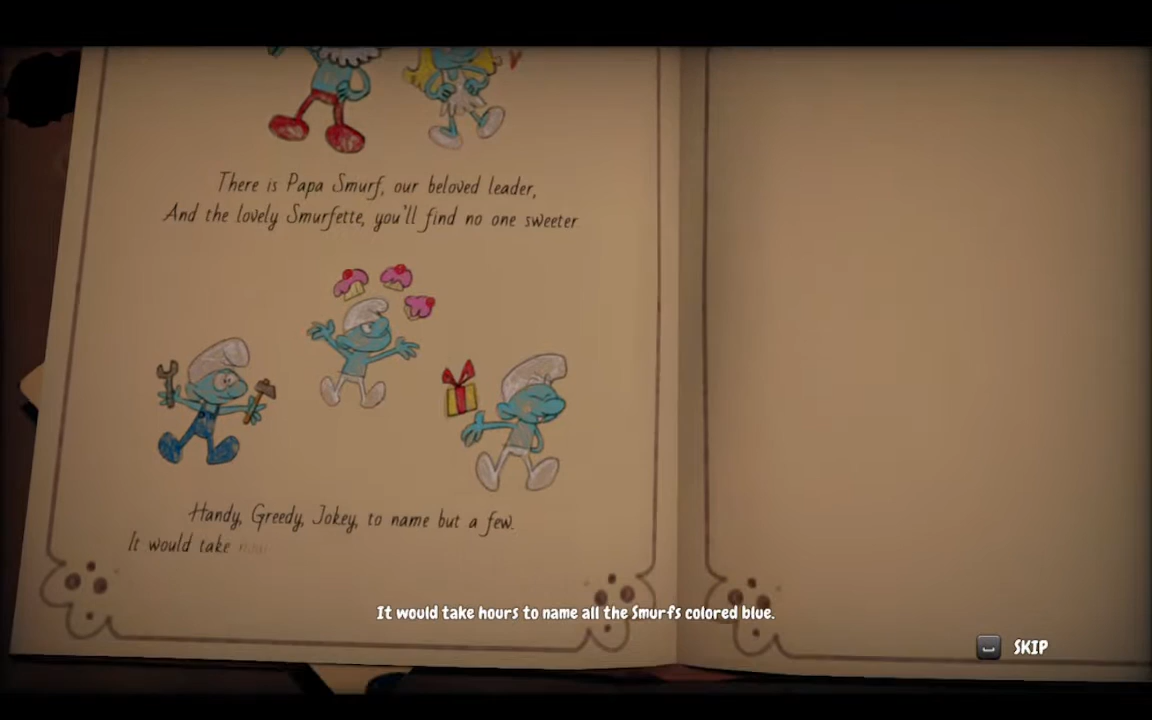 There is Papa Smurf, our beloved leader,
And the lovely Smurfette, you'll find no one sweeter
Handy, Greedy, Jokey, to name but a few.
It would take
It would take hours to name all the Smurfs colored blue.
SKIP